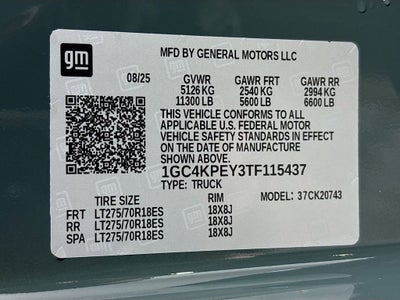 gm
MFD BY GENERAL MOTORS LLC
08/25 GVWR GAWR FRT GAWR RR
5126 KG 2540 KG 2994 KG
11300 LB 5600 LB 6600 LB
THIS VEHICLE CONFORMS TO ALL
APPLICABLE U.S. FEDERAL MOTOR
VEHICLE SAFETY STANDARDS IN EFFECT
ON THE DATE OF MANUFACTURE
SHOWN ABOVE.
1GC4KPEY3TF115437
TYPE: TRUCK
MODEL: 37CK20743
TIRE SIZE RIM
FRT LT275/70R18ES 18X8J
RR LT275/70R18ES 18X8J
SPA LT275/70R18ES 18X8J